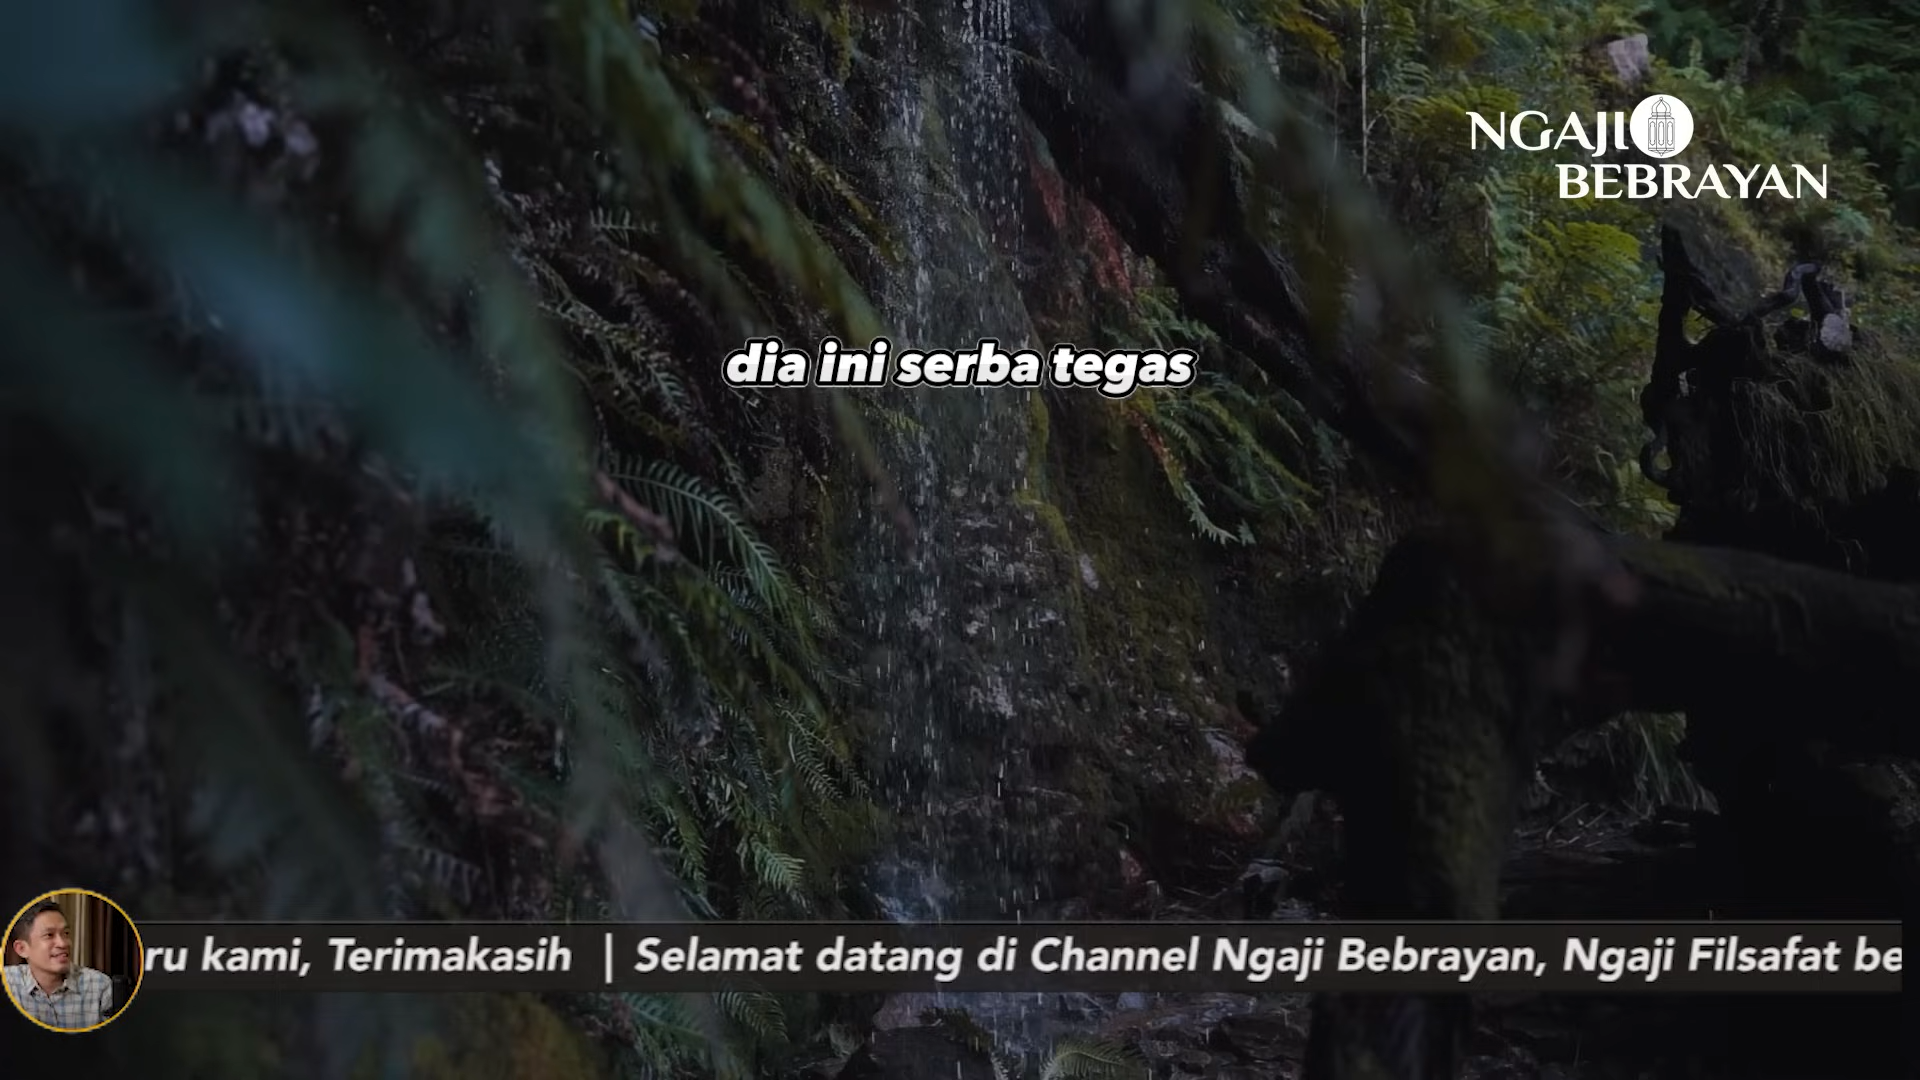 NGAJI
BEBRAYAN
dia ini serba tegas
ru kami, Terimakasih | Selamat datang di Channel Ngaji Bebrayan, Ngaji Filsafat be